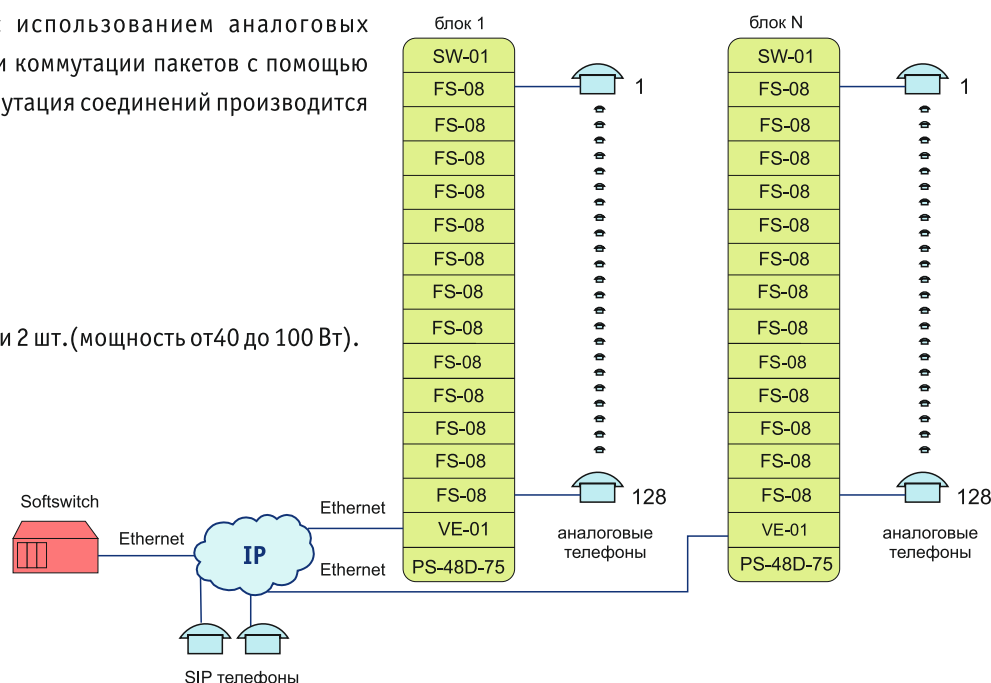 использованием аналоговых
и коммутации пакетов с помощью
утация соединений производится
и 2 шт.(мощность от40 до 100 Вт).
блок 1
SW-01
FS-08
FS-08
FS-08
FS-08
FS-08
FS-08
FS-08
FS-08
FS-08
FS-08
FS-08
FS-08
FS-08
VE-01
PS-48D-75
1
128
аналоговые
телефоны
блок N
SW-01
FS-08
FS-08
FS-08
FS-08
FS-08
FS-08
FS-08
FS-08
FS-08
FS-08
FS-08
FS-08
FS-08
VE-01
PS-48D-75
1
128
аналоговые
телефоны
Softswitch
Ethernet
IP
Ethernet
Ethernet
SIP телефоны